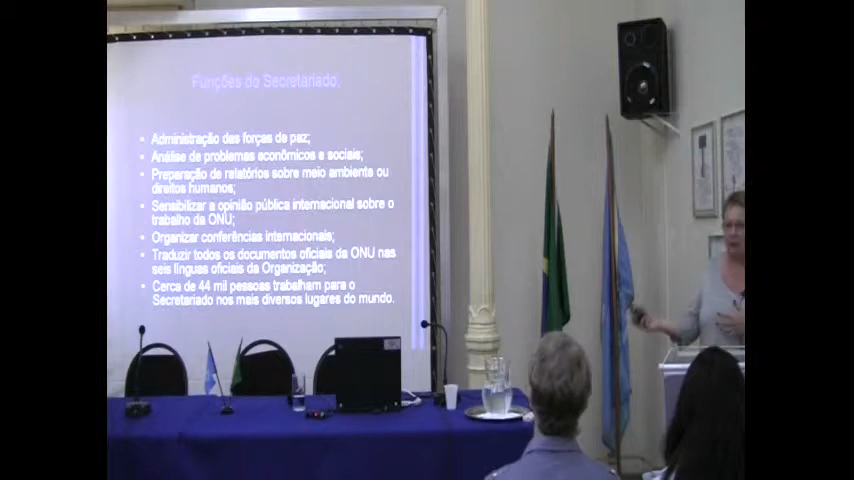 Funções do Secretariado.
• Administração das forças de paz;
• Análise de problemas econômicos e sociais;
• Preparação de relatórios sobre meio ambiente ou
direitos humanos;
• Sensibilizar a opinião pública internacional sobre o
trabalho da ONU;
• Organizar conferências internacionais;
• Traduzir todos os documentos oficiais da ONU nas
seis línguas oficiais da Organização;
• Cerca de 44 mil pessoas trabalham para o
Secretariado nos mais diversos lugares do mundo.